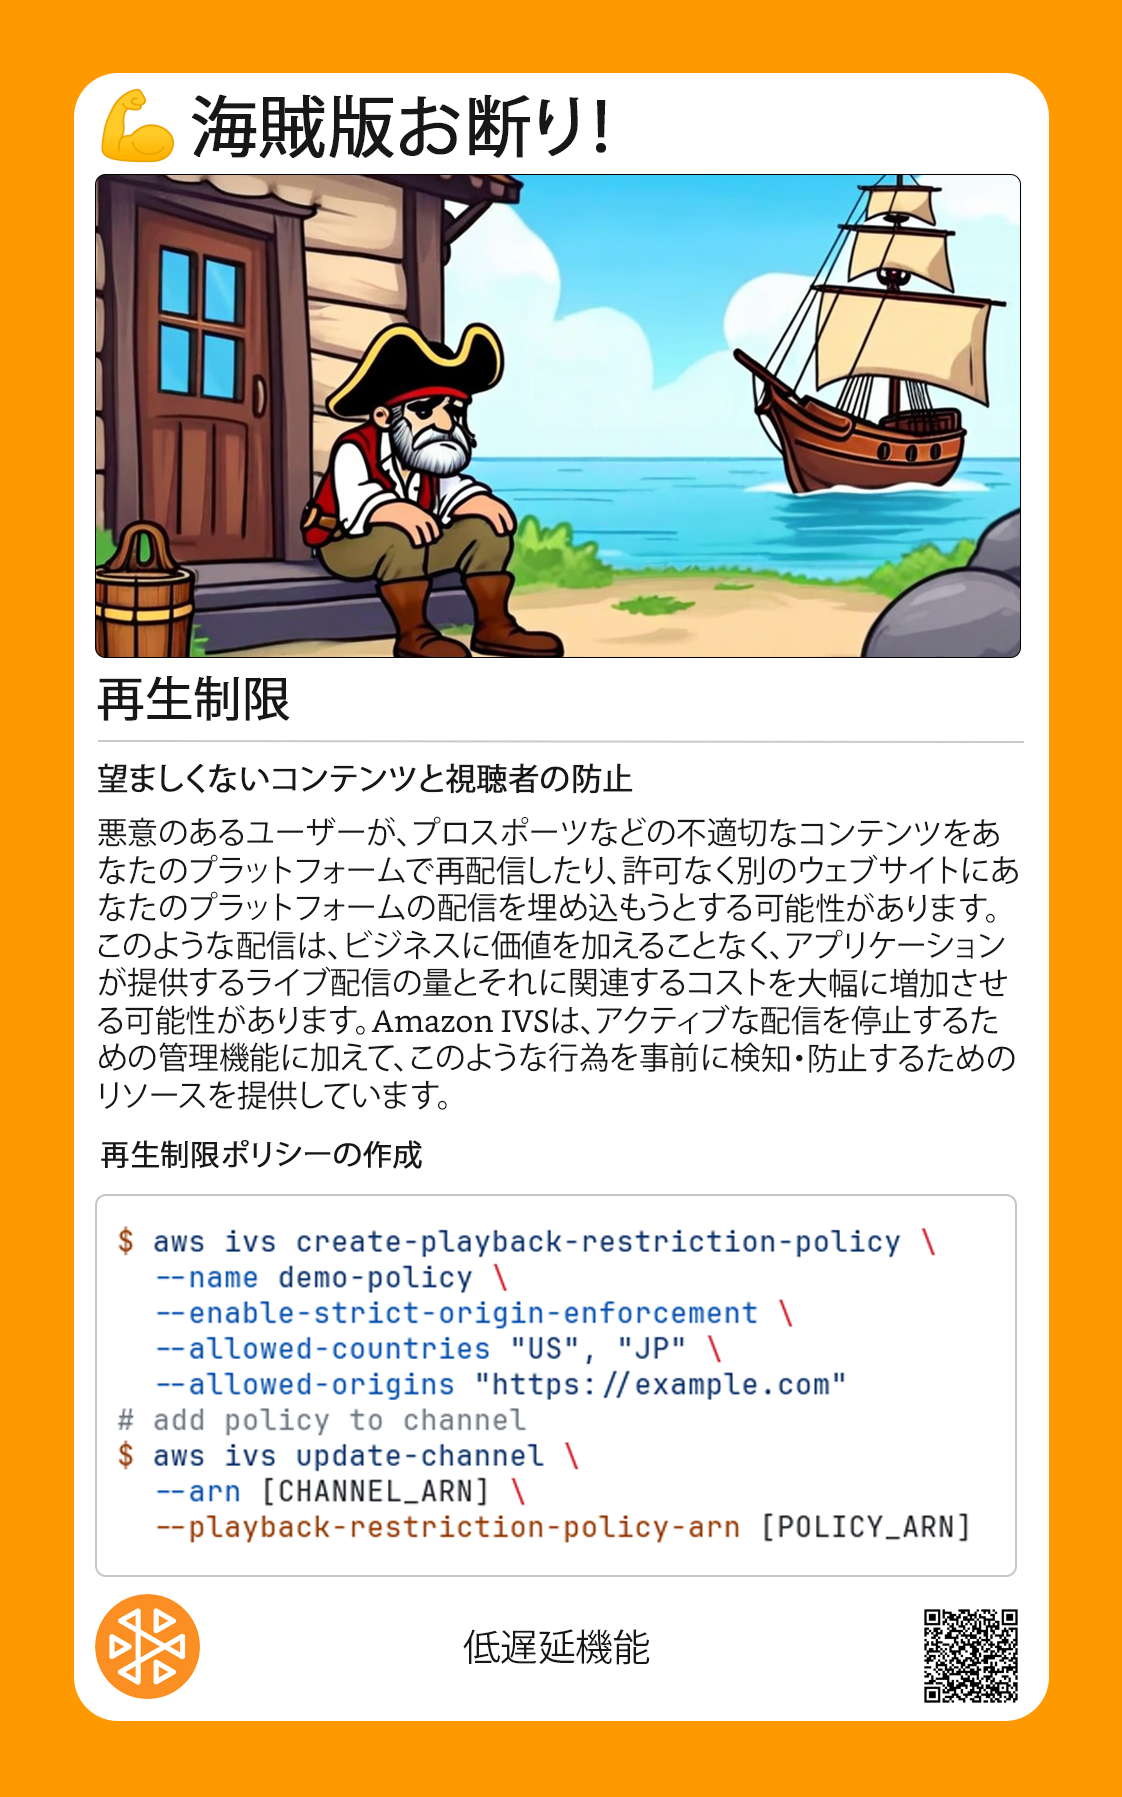 💪 海賊版お断り!
再生制限
望ましくないコンテンツと視聴者の防止
悪意のあるユーザーが、プロスポーツなどの不適切なコンテンツをあ
なたのプラットフォームで再配信したり、許可なく別のウェブサイトにあ
なたのプラットフォームの配信を埋め込もうとする可能性があります。
このような配信は、ビジネスに価値を加えることなく、アプリケーション
が提供するライブ配信の量とそれに関連するコストを大幅に増加させ
る可能性があります。Amazon IVSは、アクティブな配信を停止するた
めの管理機能に加えて、このような行為を事前に検知・防止するための
リソースを提供しています。
再生制限ポリシーの作成
$ aws ivs create-playback-restriction-policy \
--name demo-policy \
--enable-strict-origin-enforcement \
--allowed-countries "US", "JP" \
--allowed-origins "https://example.com"
# add policy to channel
$ aws ivs update-channel \
--arn [CHANNEL_ARN] \
--playback-restriction-policy-arn [POLICY_ARN]
低遅延機能